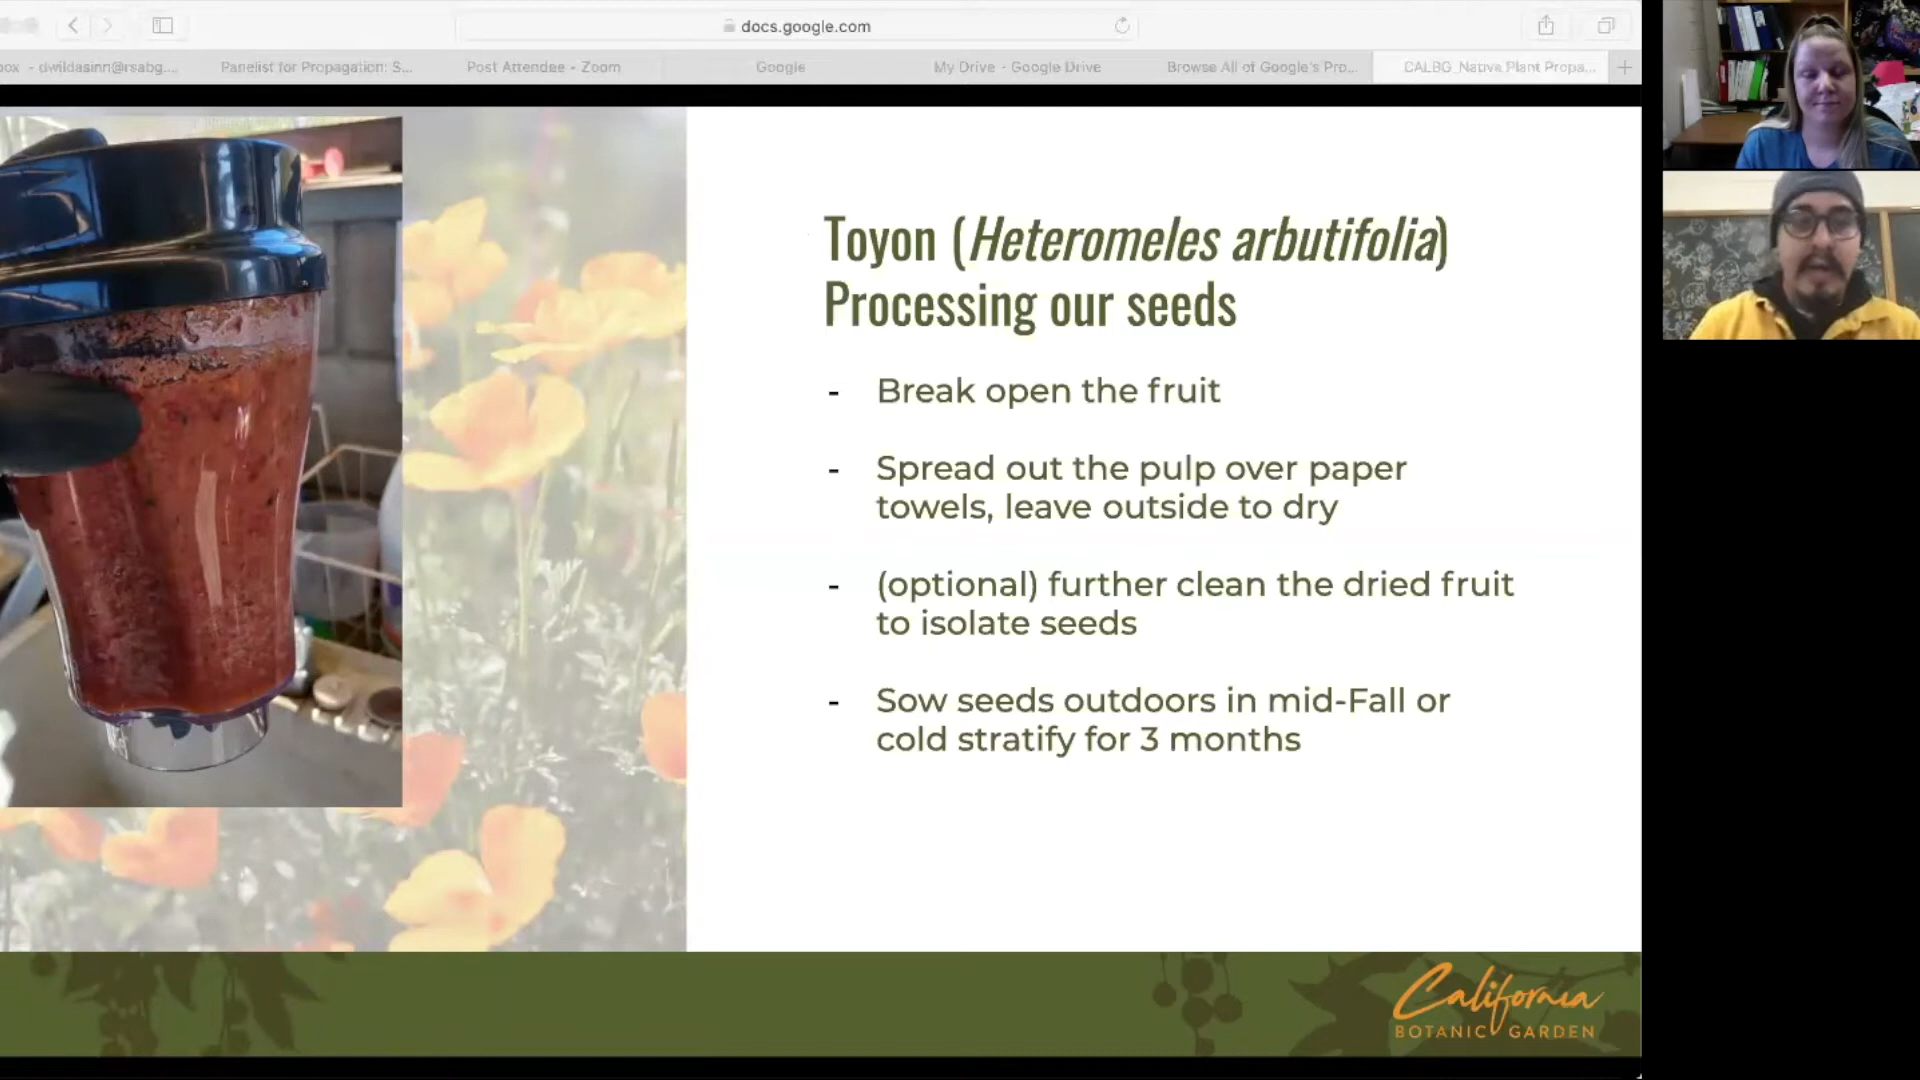 docs.google.com
box - dwildasinn@rsabg....
Panelist for Propagation: S...
Post Attendee - Zoom
Google
My Drive - Google Drive
Browse All of Google's Pro...
CALBG_Native Plant Propa...
Toyon (Heteromeles arbutifolia)
Processing our seeds
- Break open the fruit
- Spread out the pulp over paper
towels, leave outside to dry
- (optional) further clean the dried fruit
to isolate seeds
- Sow seeds outdoors in mid-Fall or
cold stratify for 3 months
California
BOTANIC GARDEN